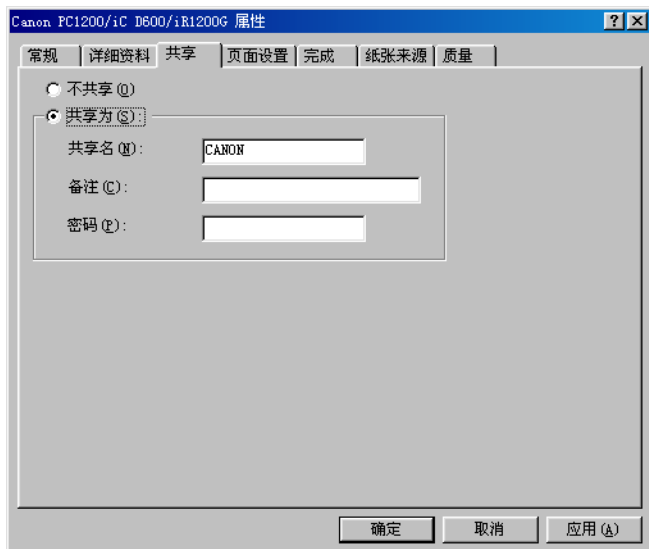 Canon PC1200/iC D600/iR1200G 属性
常规 详细资料 共享 页面设置 完成 纸张来源 质量
不共享(O)
共享为(S):
共享名(N): CANON
备注(C):
密码(P):
确定 取消 应用(A)